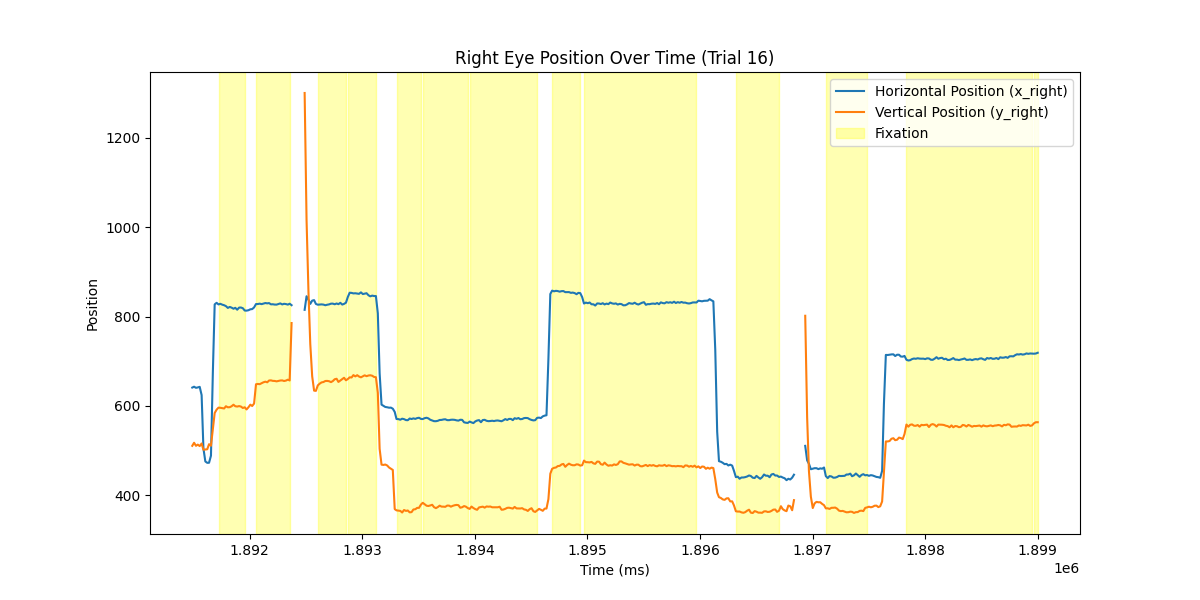 Right Eye Position Over Time (Trial 16)
Horizontal Position (x_right)
Vertical Position (y_right)
Fixation
1200
1000
800
600
400
Position
1.892 1.893 1.894 1.895 1.896 1.897 1.898 1.899
1e6
Time (ms)